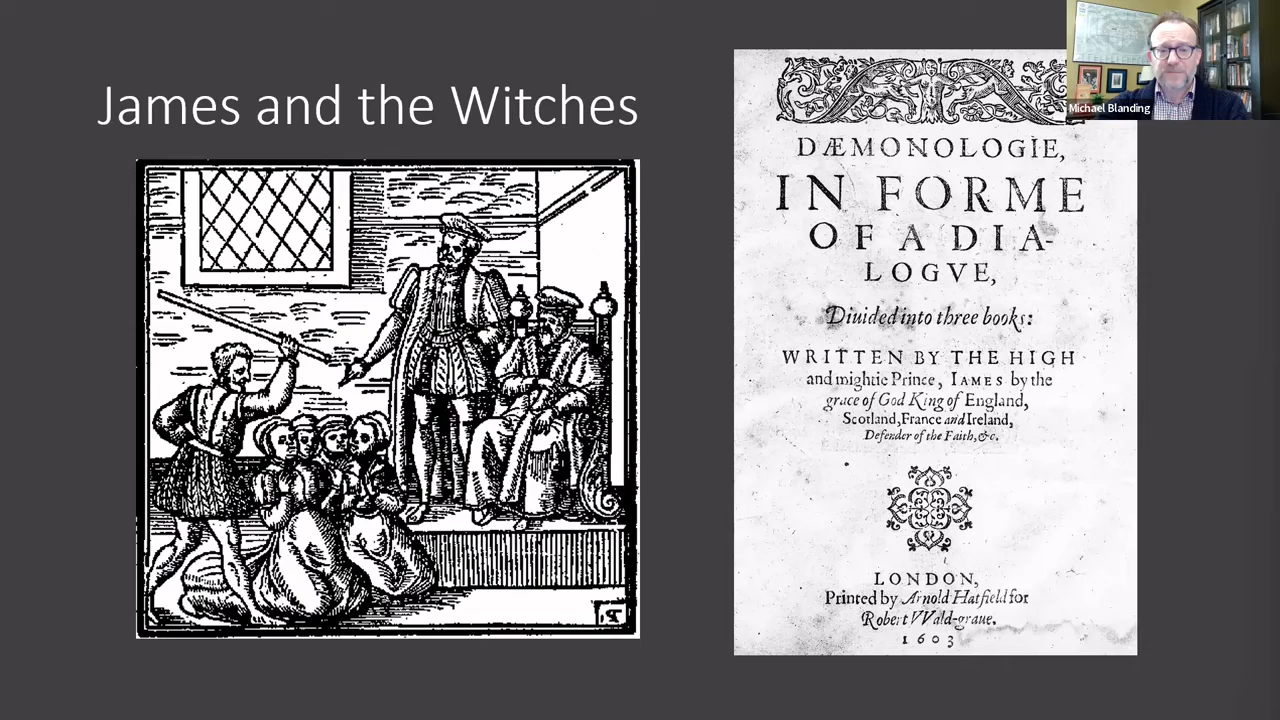 James and the Witches
Michael Blanding
DÆMONOLOGIE,
IN FORME
OF A DIA-
LOGVE,
Diuided into three books:
WRITTEN BY THE HIGH
and mightie Prince, IAMES by the
grace of God King of England,
Scotland, France and Ireland,
Defender of the Faith, &c.
LONDON,
Printed by Arnold Hatfield for
Robert VVald-graue.
1603